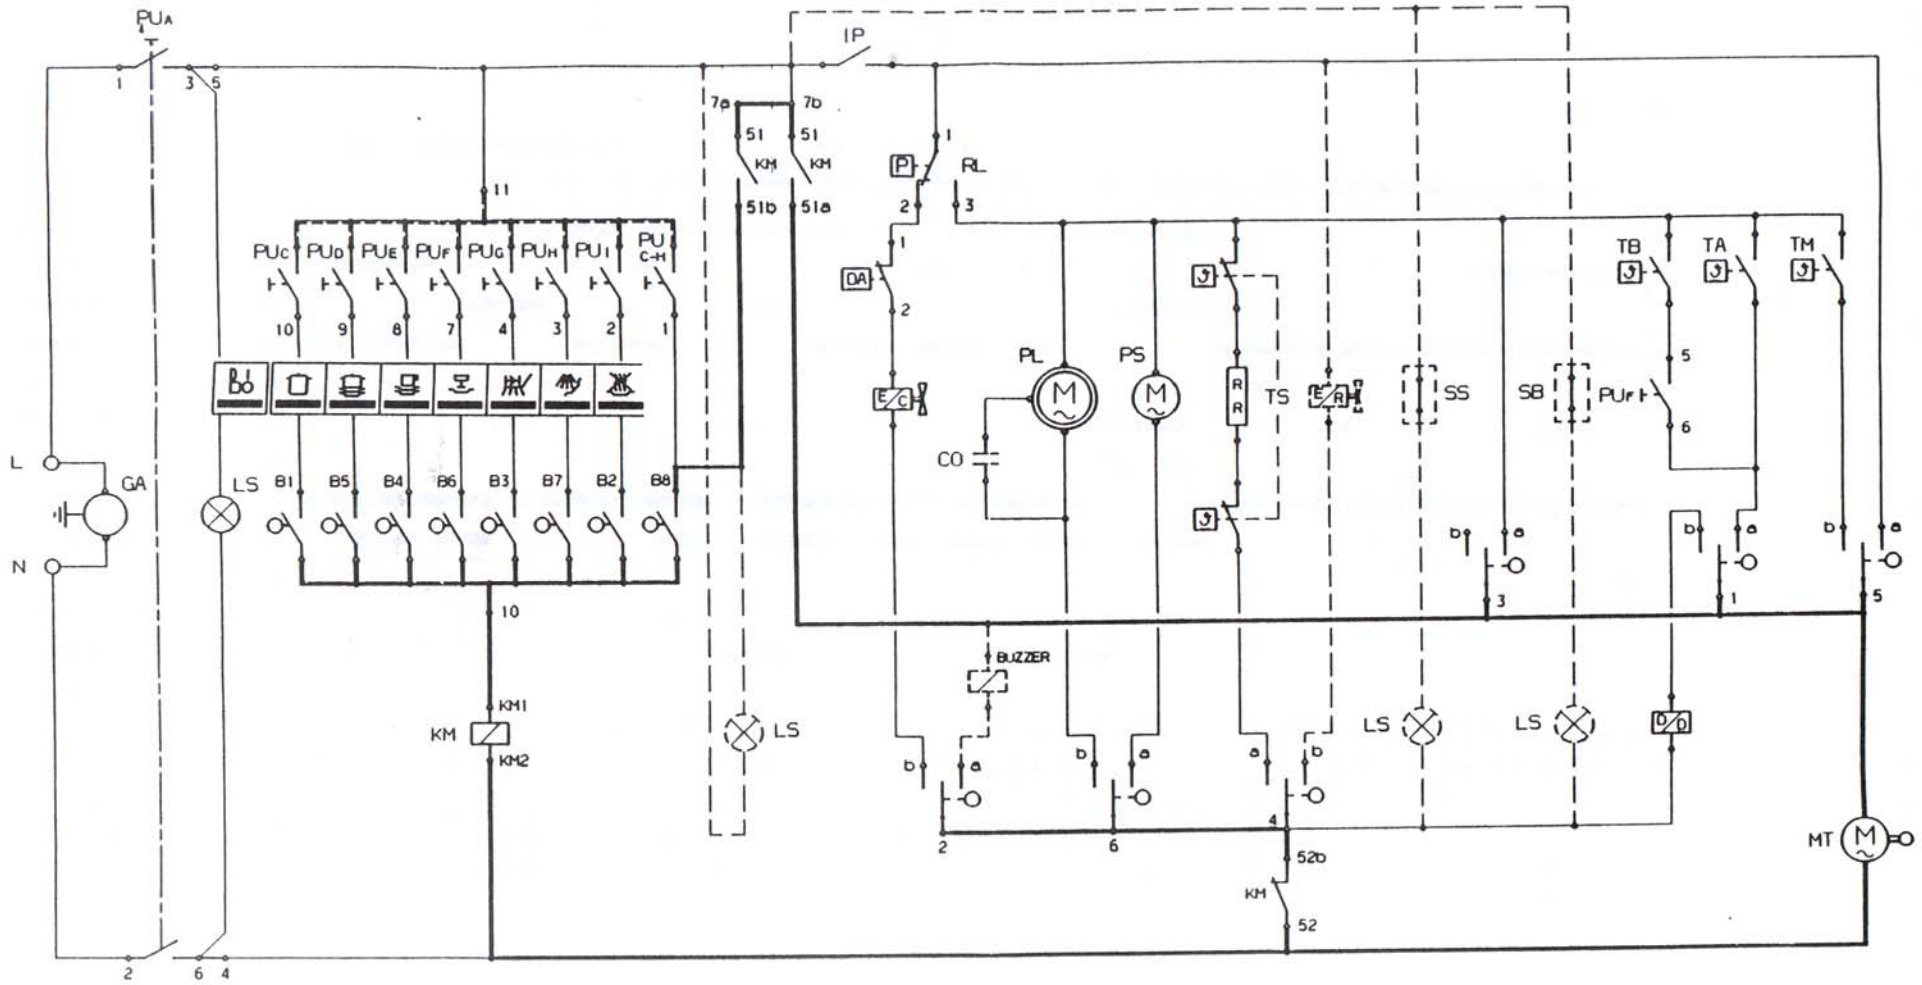 PUA
IP
1 3 5
7a 7b
51 51 1
KM KM P RL
11
51b 51a 2 3
PUC PUD PUE PUF PUG PUH PUI PU C-H
1 TB TA TM
DA
2
10 9 8 7 4 3 2 1
PL PS 5
M M R R TS E/R SS SB PUF
E/C
6
CO
L GA LS
B1 B5 B4 B6 B3 B7 B2 B8
b a b a b a
N
10 3 1 5
BUZZER
KM1
KM LS LS LS D/D
KM2
b a b a a b
MT M
2 6 4
52b
KM
52
2 6 4